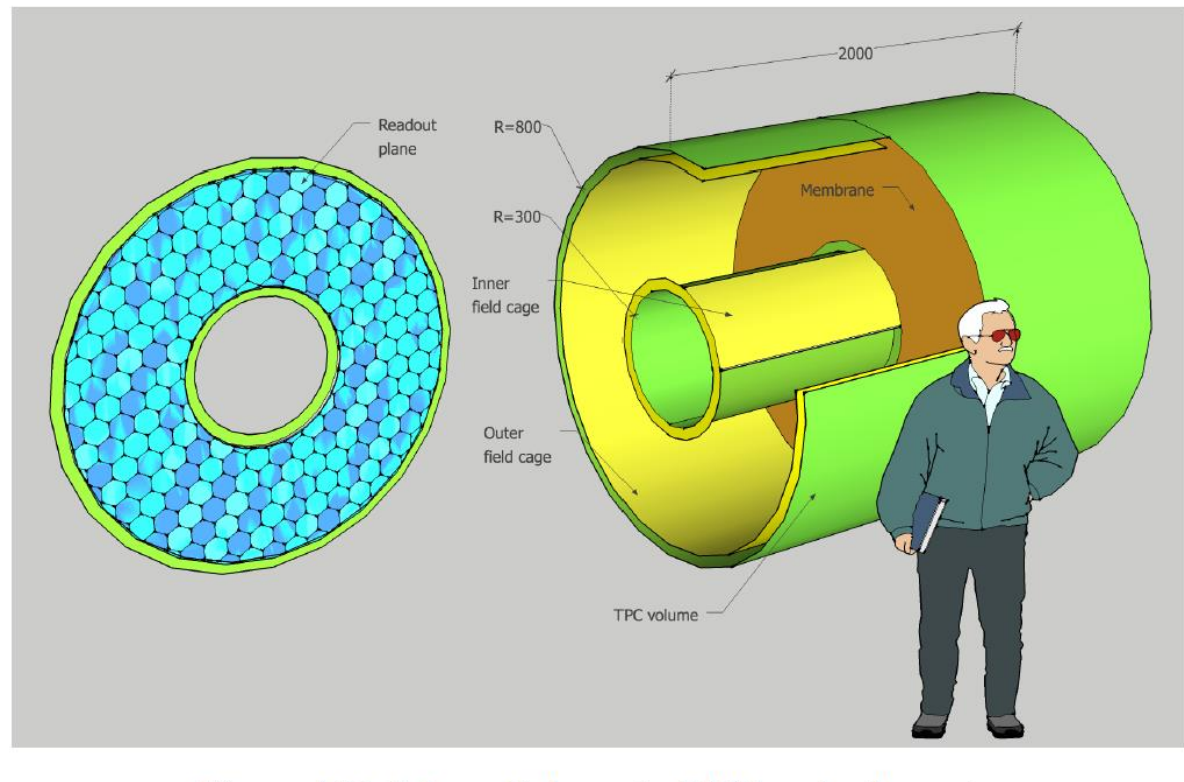 2000
Readout
plane
R=800
Membrane
R=300
Inner
field cage
Outer
field cage
TPC volume